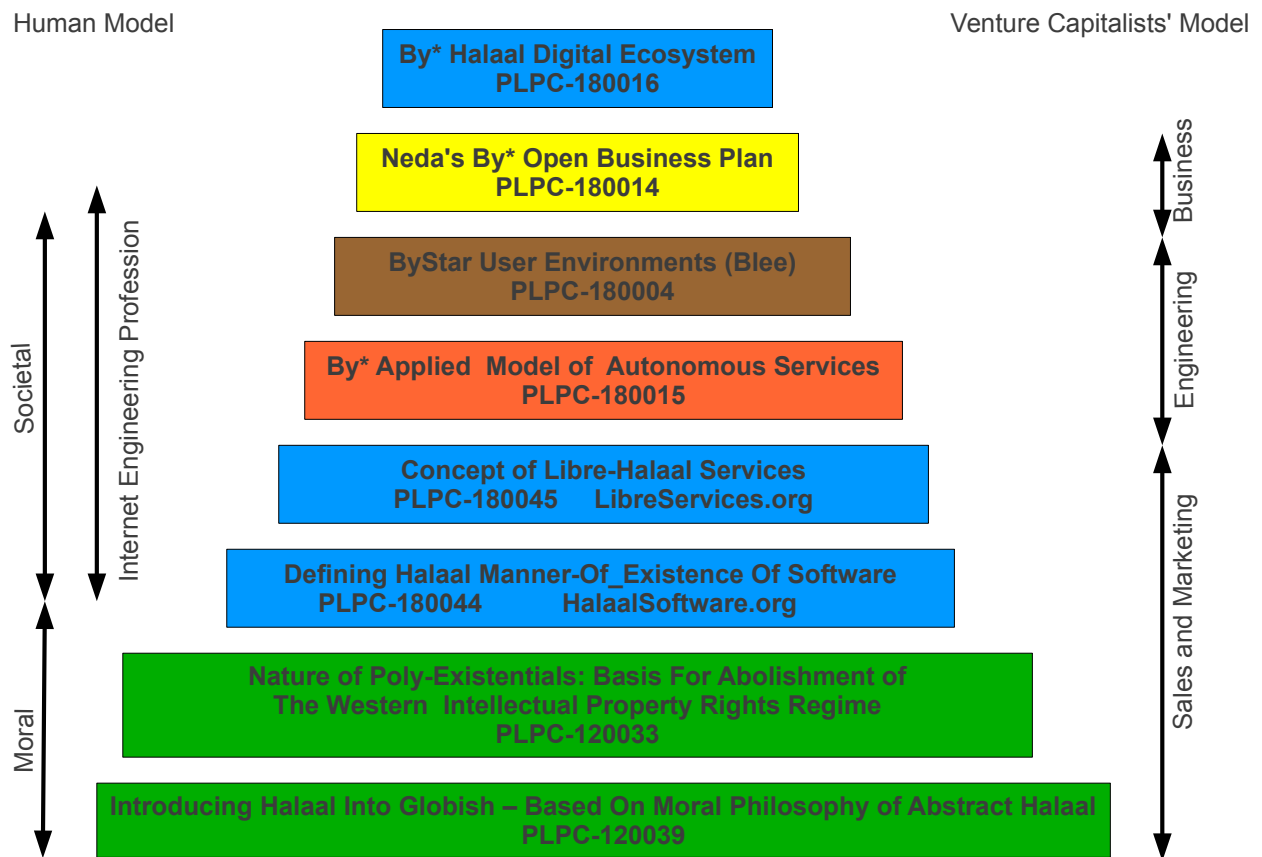 Human Model
Venture Capitalists' Model
By* Halaal Digital Ecosystem
PLPC-180016
Neda's By* Open Business Plan
PLPC-180014
Business
ByStar User Environments (Blee)
PLPC-180004
Engineering
Internet Engineering Profession
Societal
By* Applied Model of Autonomous Services
PLPC-180015
Concept of Libre-Halaal Services
PLPC-180045 LibreServices.org
Defining Halaal Manner-Of_Existence Of Software
PLPC-180044 HalaalSoftware.org
Sales and Marketing
Moral
Nature of Poly-Existentials: Basis For Abolishment of
The Western Intellectual Property Rights Regime
PLPC-120033
Introducing Halaal Into Globish – Based On Moral Philosophy of Abstract Halaal
PLPC-120039